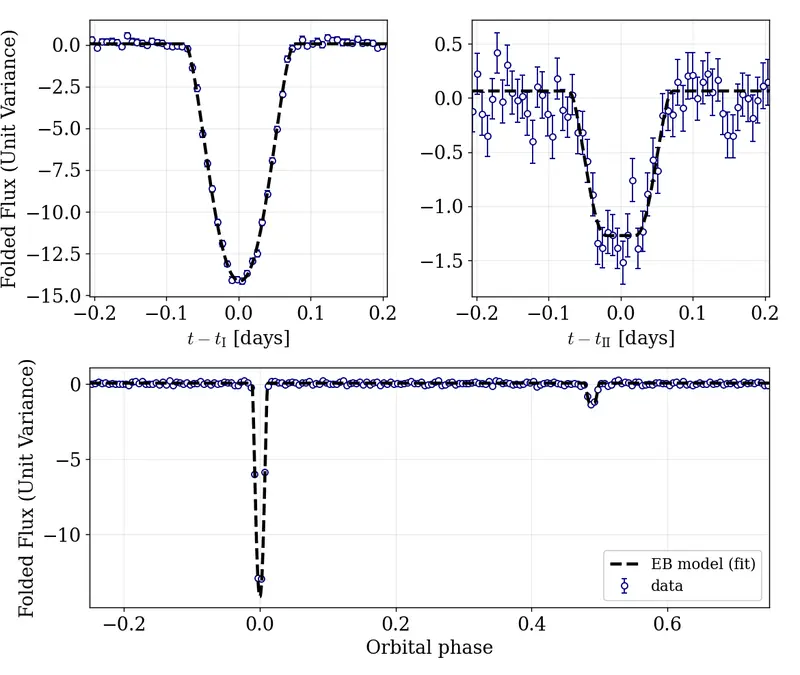 Folded Flux (Unit Variance)
0.0
−2.5
−5.0
−7.5
−10.0
−12.5
−15.0
−0.2 −0.1 0.0 0.1 0.2
t − tI [days]
0.5
0.0
−0.5
−1.0
−1.5
−0.2 −0.1 0.0 0.1 0.2
t − tII [days]
Folded Flux (Unit Variance)
0
−5
−10
EB model (fit)
data
−0.2 0.0 0.2 0.4 0.6
Orbital phase